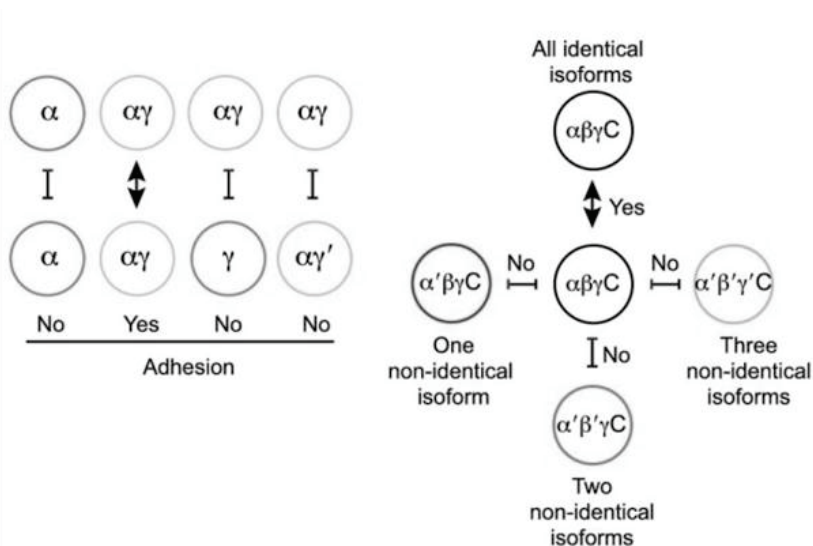 α αγ αγ αγ
α αγ γ αγ′
No Yes No No
Adhesion
All identical
isoforms
αβγC
Yes
α′βγC No αβγC No α′β′γ′C
One
non-identical
isoform
No
Three
non-identical
isoforms
α′β′γC
Two
non-identical
isoforms